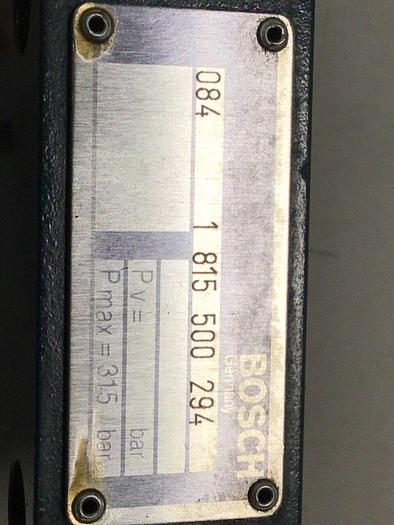 BOSCH
Germany
084 1 815 500 294
Pv = bar
Pmax = 315 bar